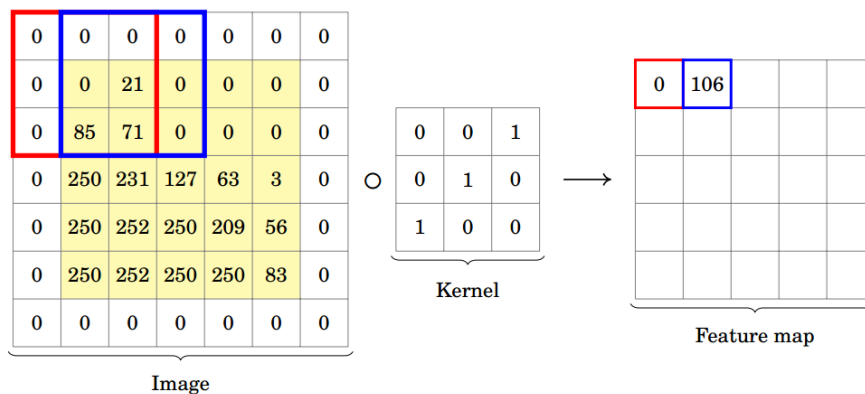 0 0 0 0 0 0 0
0 0 21 0 0 0 0
0 85 71 0 0 0 0
0 250 231 127 63 3 0
0 250 252 250 209 56 0
0 250 252 250 250 83 0
0 0 0 0 0 0 0
Image
0 0 1
0 1 0
1 0 0
Kernel
0 106
Feature map